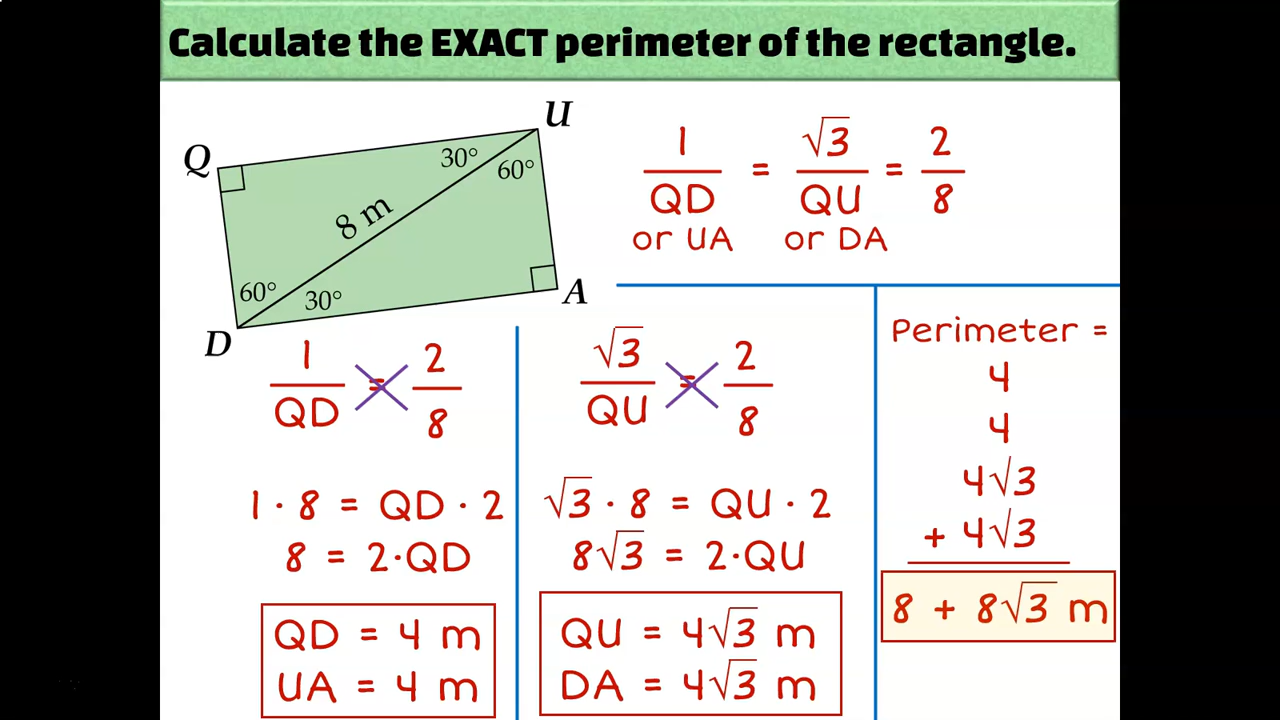 Calculate the EXACT perimeter of the rectangle.
Q
U
30°
60°
8 m
60°
30°
A
D
1/QD = √3/QU = 2/8
or UA or DA
1/QD = 2/8
1 · 8 = QD · 2
8 = 2·QD
QD = 4 m
UA = 4 m
√3/QU = 2/8
√3 · 8 = QU · 2
8√3 = 2·QU
QU = 4√3 m
DA = 4√3 m
Perimeter =
4
4
4√3
+ 4√3
8 + 8√3 m